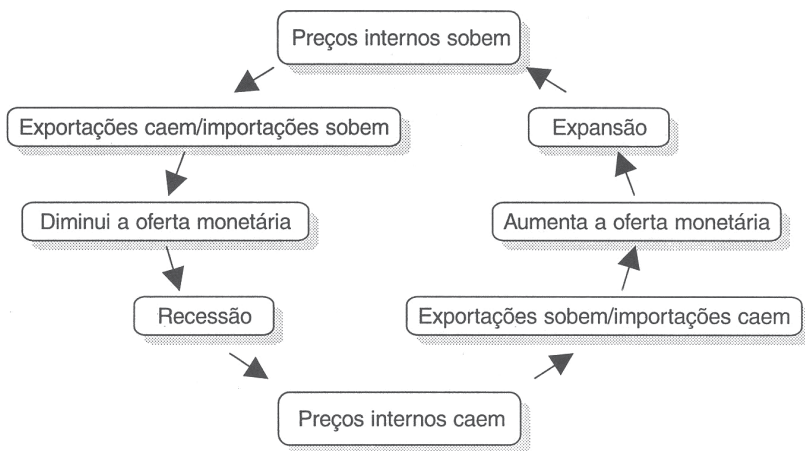 Preços internos sobem
Exportações caem/importações sobem
Expansão
Diminui a oferta monetária
Aumenta a oferta monetária
Recessão
Exportações sobem/importações caem
Preços internos caem